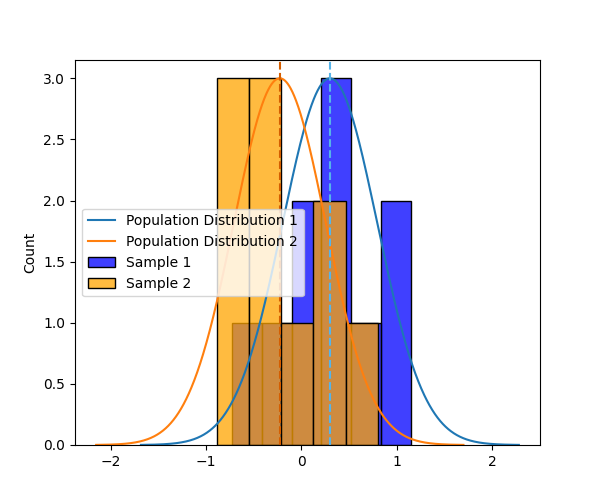 3.0
2.5
2.0
1.5
1.0
0.5
0.0
Count
Population Distribution 1
Population Distribution 2
Sample 1
Sample 2
−2 −1 0 1 2